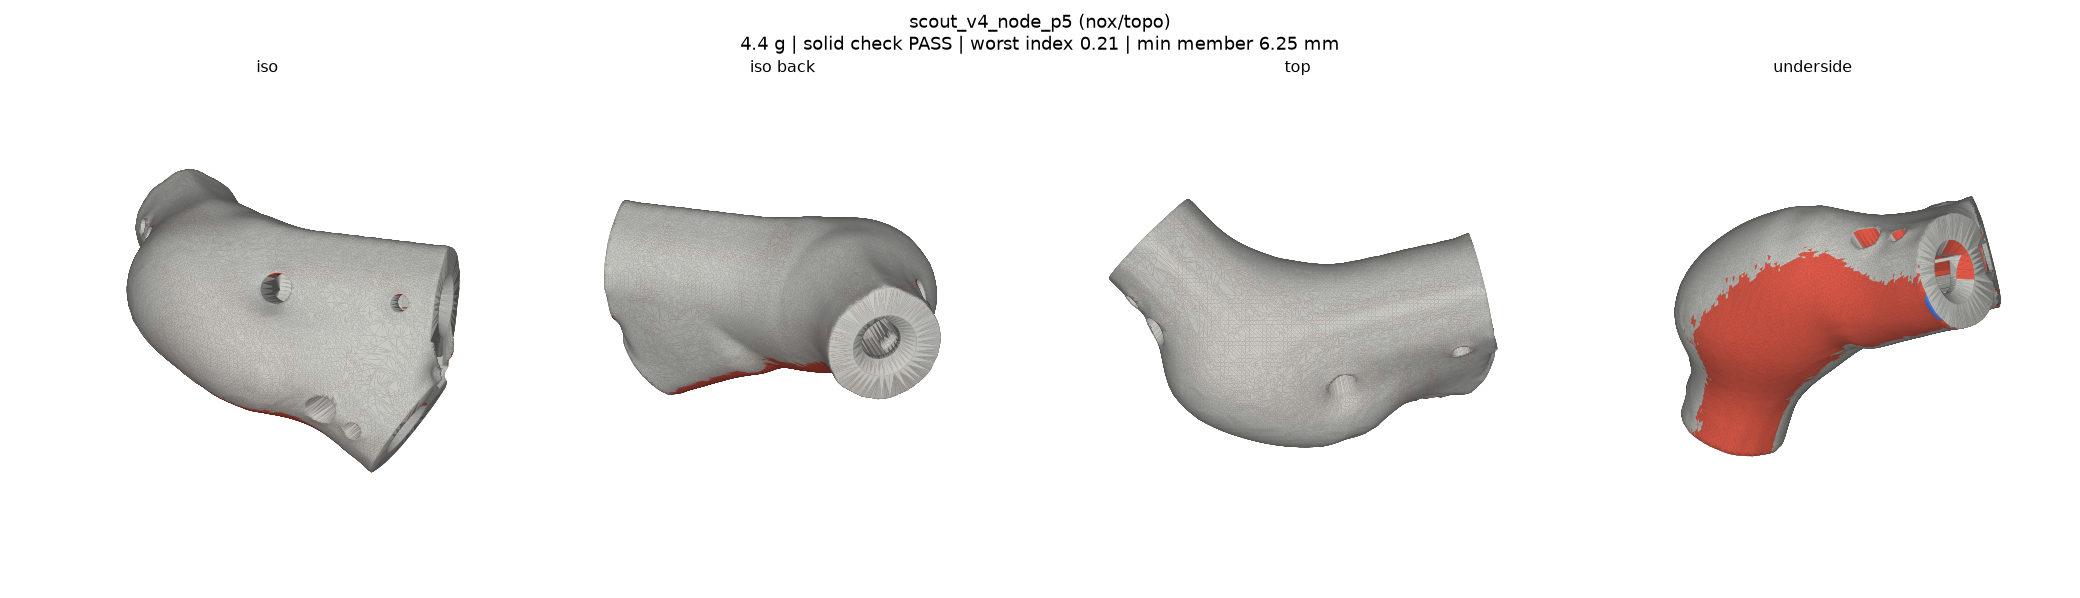 scout_v4_node_p5 (nox/topo)
4.4 g | solid check PASS | worst index 0.21 | min member 6.25 mm
iso
iso back
top
underside